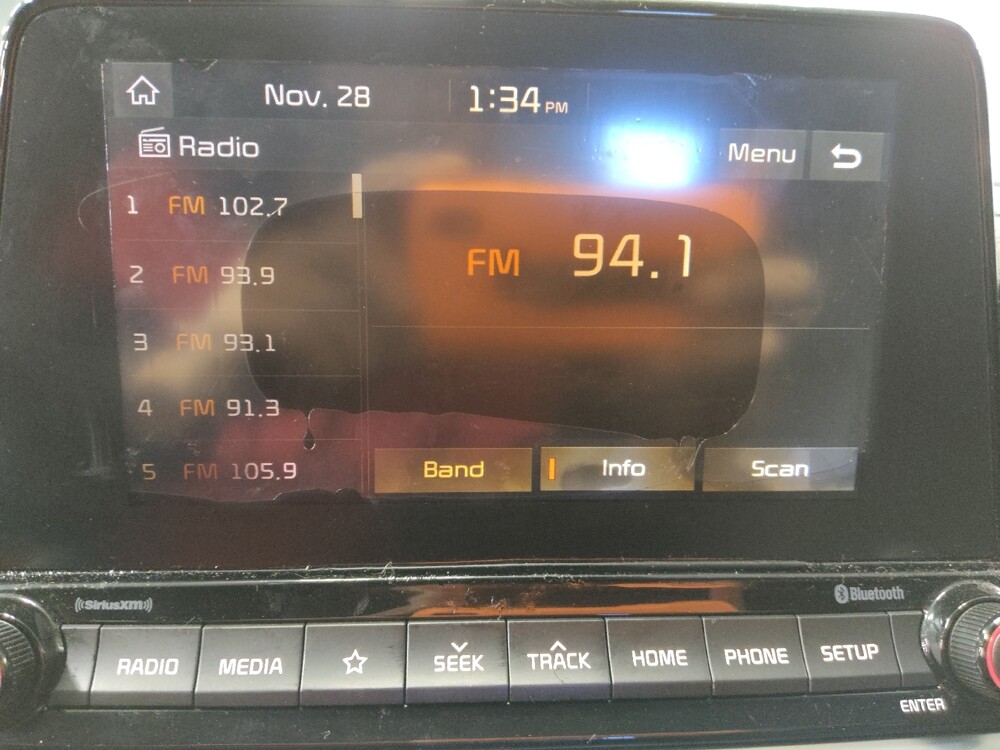 Nov. 28 1:34 PM
Radio Menu
1 FM 102.7
2 FM 93.9
3 FM 93.1
4 FM 91.3
5 FM 105.9
FM 94.1
Band Info Scan
((SiriusXM)) Bluetooth
RADIO MEDIA SEEK TRACK HOME PHONE SETUP
ENTER